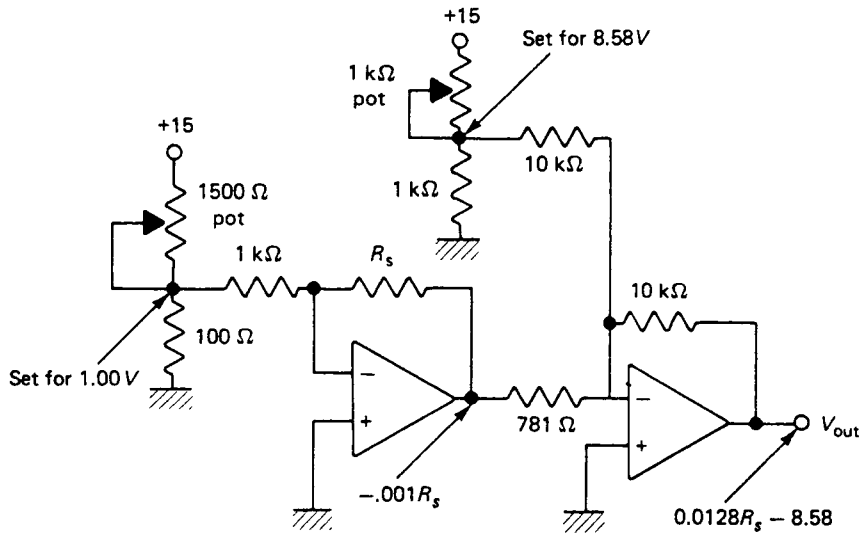 +15
Set for 8.58V
1 kΩ
pot
+15
10 kΩ
1500 Ω
pot
1 kΩ
1 kΩ
R_s
10 kΩ
100 Ω
Set for 1.00 V
−
+
781 Ω
−
+
V_out
−.001R_s
0.0128R_s − 8.58